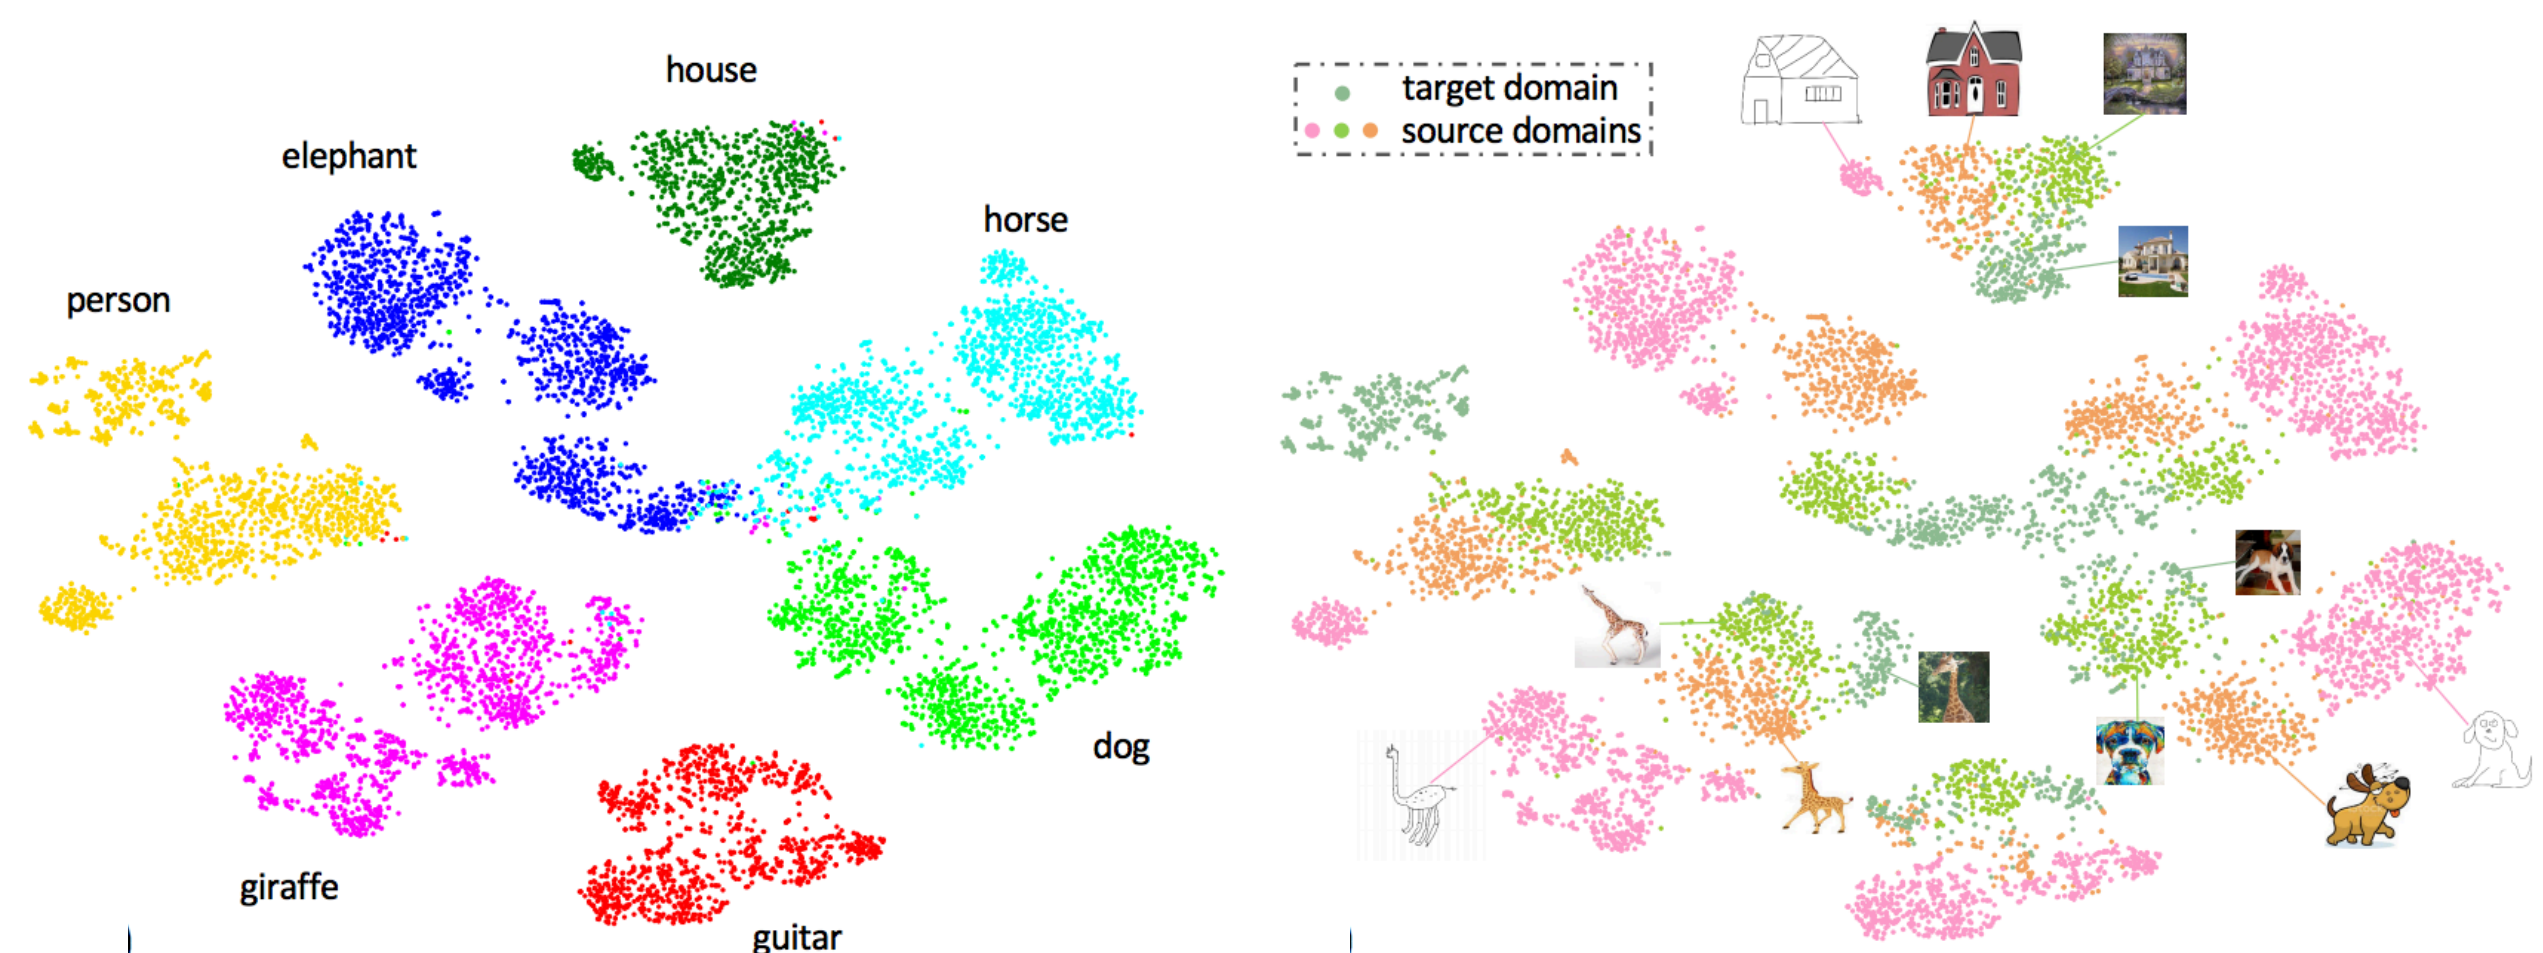 house
elephant
horse
person
dog
giraffe
guitar
target domain
source domains